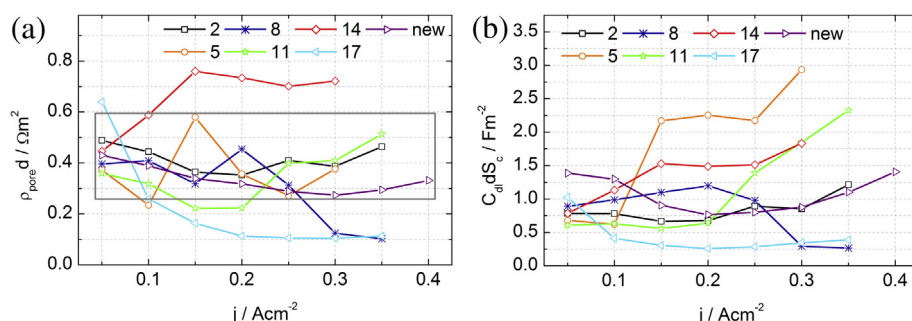 (a)
2 8 14 new
5 11 17
ρpore d / Ωm²
1.0
0.8
0.6
0.4
0.2
0.0
0.1 0.2 0.3 0.4
j / Acm⁻²
(b)
2 8 14 new
5 11 17
CdldSc / Fm⁻²
3.5
3.0
2.5
2.0
1.5
1.0
0.5
0.0
0.1 0.2 0.3 0.4
j / Acm⁻²